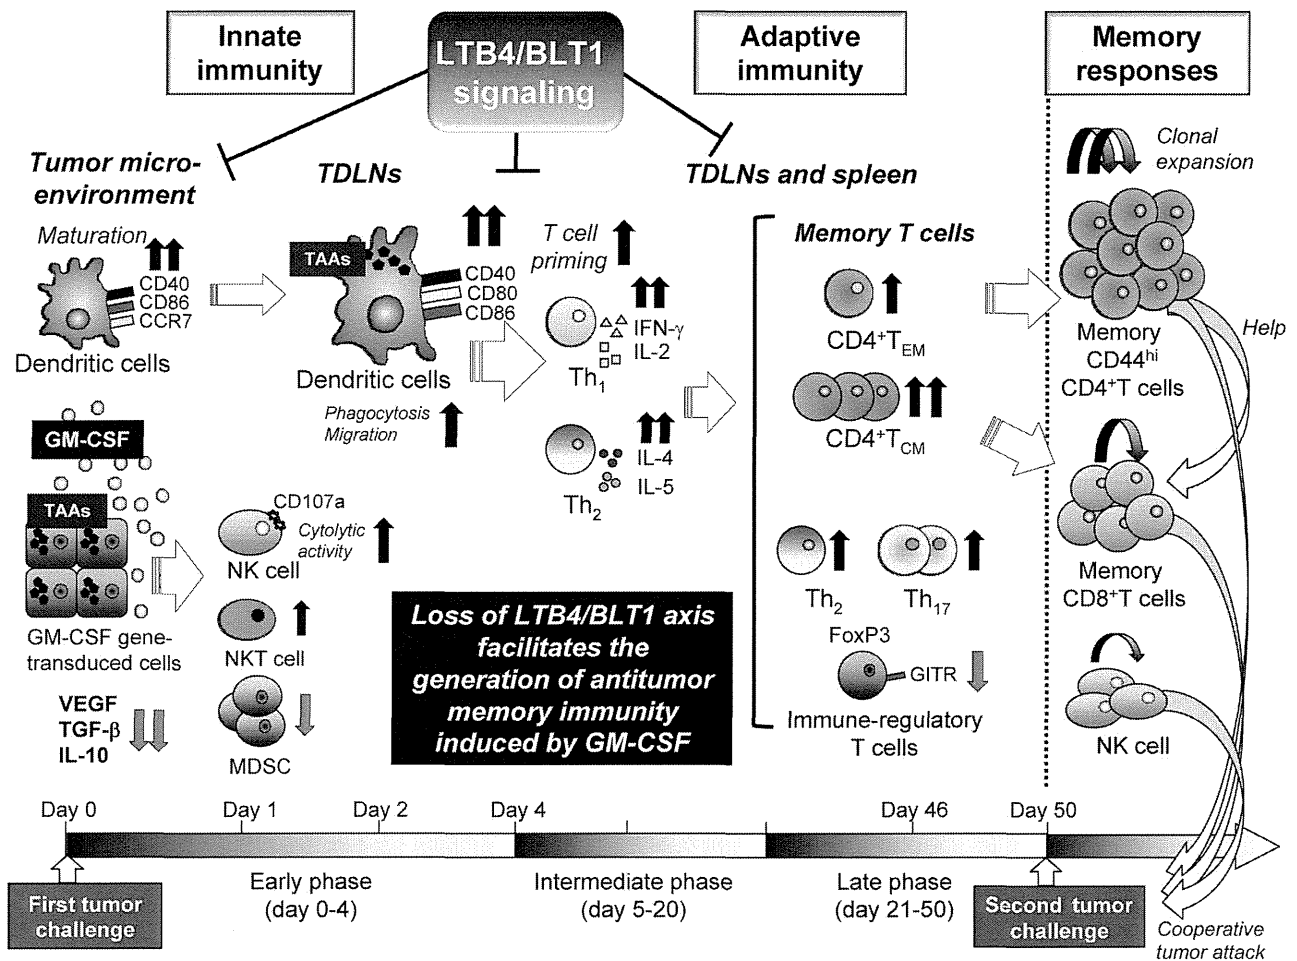 Innate
immunity
LTB4/BLT1
signaling
Adaptive
immunity
Memory
responses
Tumor micro-
environment
Maturation
CD40
CD86
CCR7
Dendritic cells
TDLNs
TAAs
CD40
CD80
CD86
Dendritic cells
Phagocytosis
Migration
T cell
priming
IFN-γ
IL-2
Th1
IL-4
IL-5
Th2
TDLNs and spleen
Memory T cells
CD4+TEM
CD4+TCM
Th2
Th17
FoxP3
GITR
Immune-regulatory
T cells
Clonal
expansion
Memory
CD44hi
CD4+T cells
Help
Memory
CD8+T cells
NK cell
GM-CSF
TAAs
GM-CSF gene-
transduced cells
VEGF
TGF-β
IL-10
CD107a
Cytolytic
activity
NK cell
NKT cell
MDSC
Loss of LTB4/BLT1 axis
facilitates the
generation of antitumor
memory immunity
induced by GM-CSF
Day 0
Day 1
Day 2
Day 4
Day 46
Day 50
First tumor
challenge
Early phase
(day 0-4)
Intermediate phase
(day 5-20)
Late phase
(day 21-50)
Second tumor
challenge
Cooperative
tumor attack